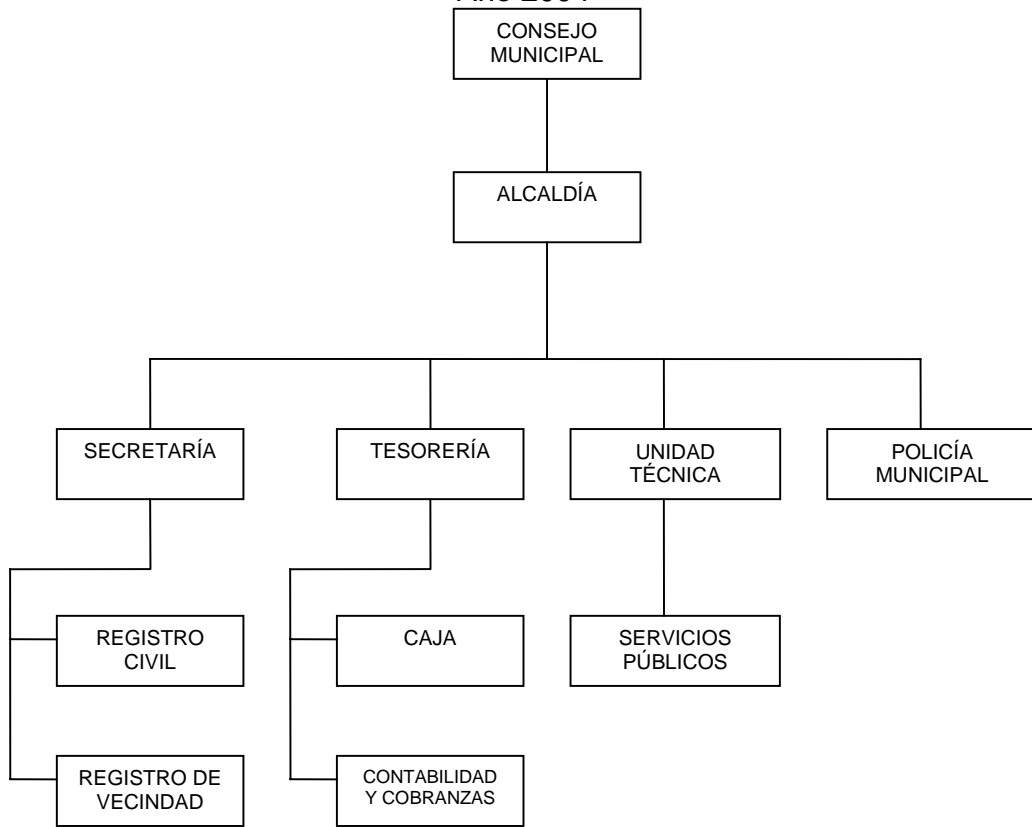 CONSEJO
MUNICIPAL
ALCALDÍA
SECRETARÍA
TESORERÍA
UNIDAD
TÉCNICA
POLICÍA
MUNICIPAL
REGISTRO
CIVIL
CAJA
SERVICIOS
PÚBLICOS
REGISTRO DE
VECINDAD
CONTABILIDAD
Y COBRANZAS